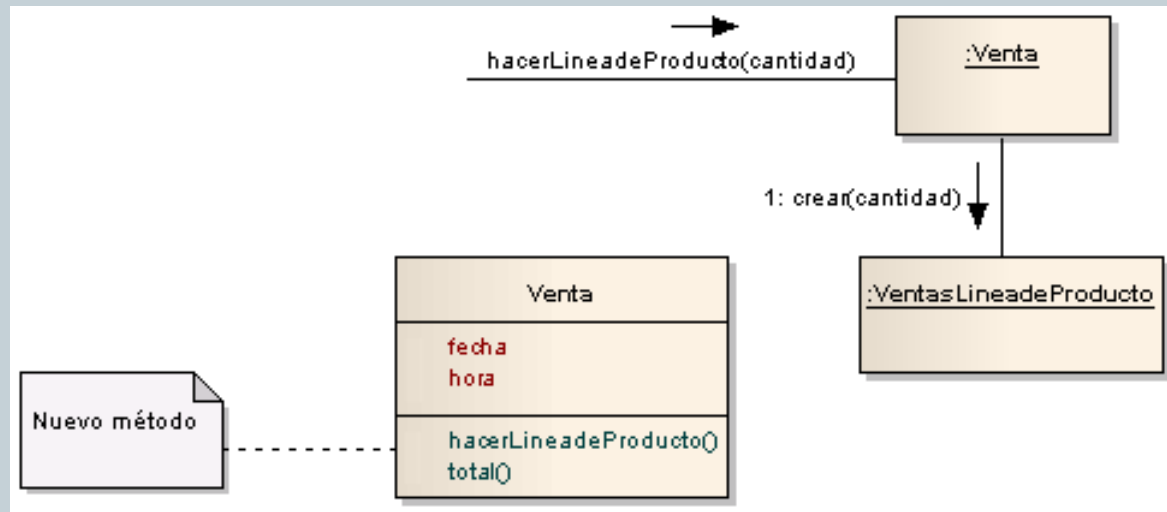 hacerLineadeProducto(cantidad)
:Venta
1: crear(cantidad)
:VentasLineadeProducto
Venta
fecha
hora
Nuevo método
hacerLineadeProducto()
total()